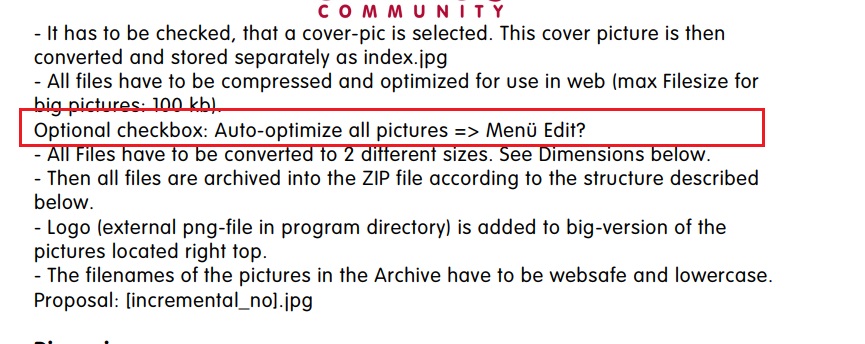 COMMUNITY
- It has to be checked, that a cover-pic is selected. This cover picture is then
converted and stored separately as index.jpg
- All files have to be compressed and optimized for use in web (max Filesize for
big pictures: 100 kb).
Optional checkbox: Auto-optimize all pictures => Menü Edit?
- All Files have to be converted to 2 different sizes. See Dimensions below.
- Then all files are archived into the ZIP file according to the structure described
below.
- Logo (external png-file in program directory) is added to big-version of the
pictures located right top.
- The filenames of the pictures in the Archive have to be websafe and lowercase.
Proposal: [incremental_no].jpg